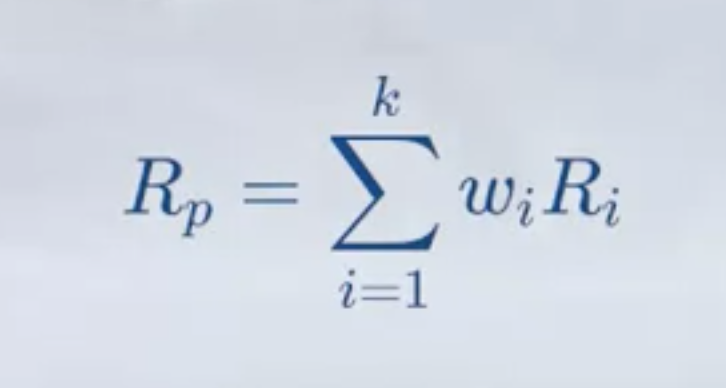 $R_p = \sum_{i=1}^{k} w_i R_i$